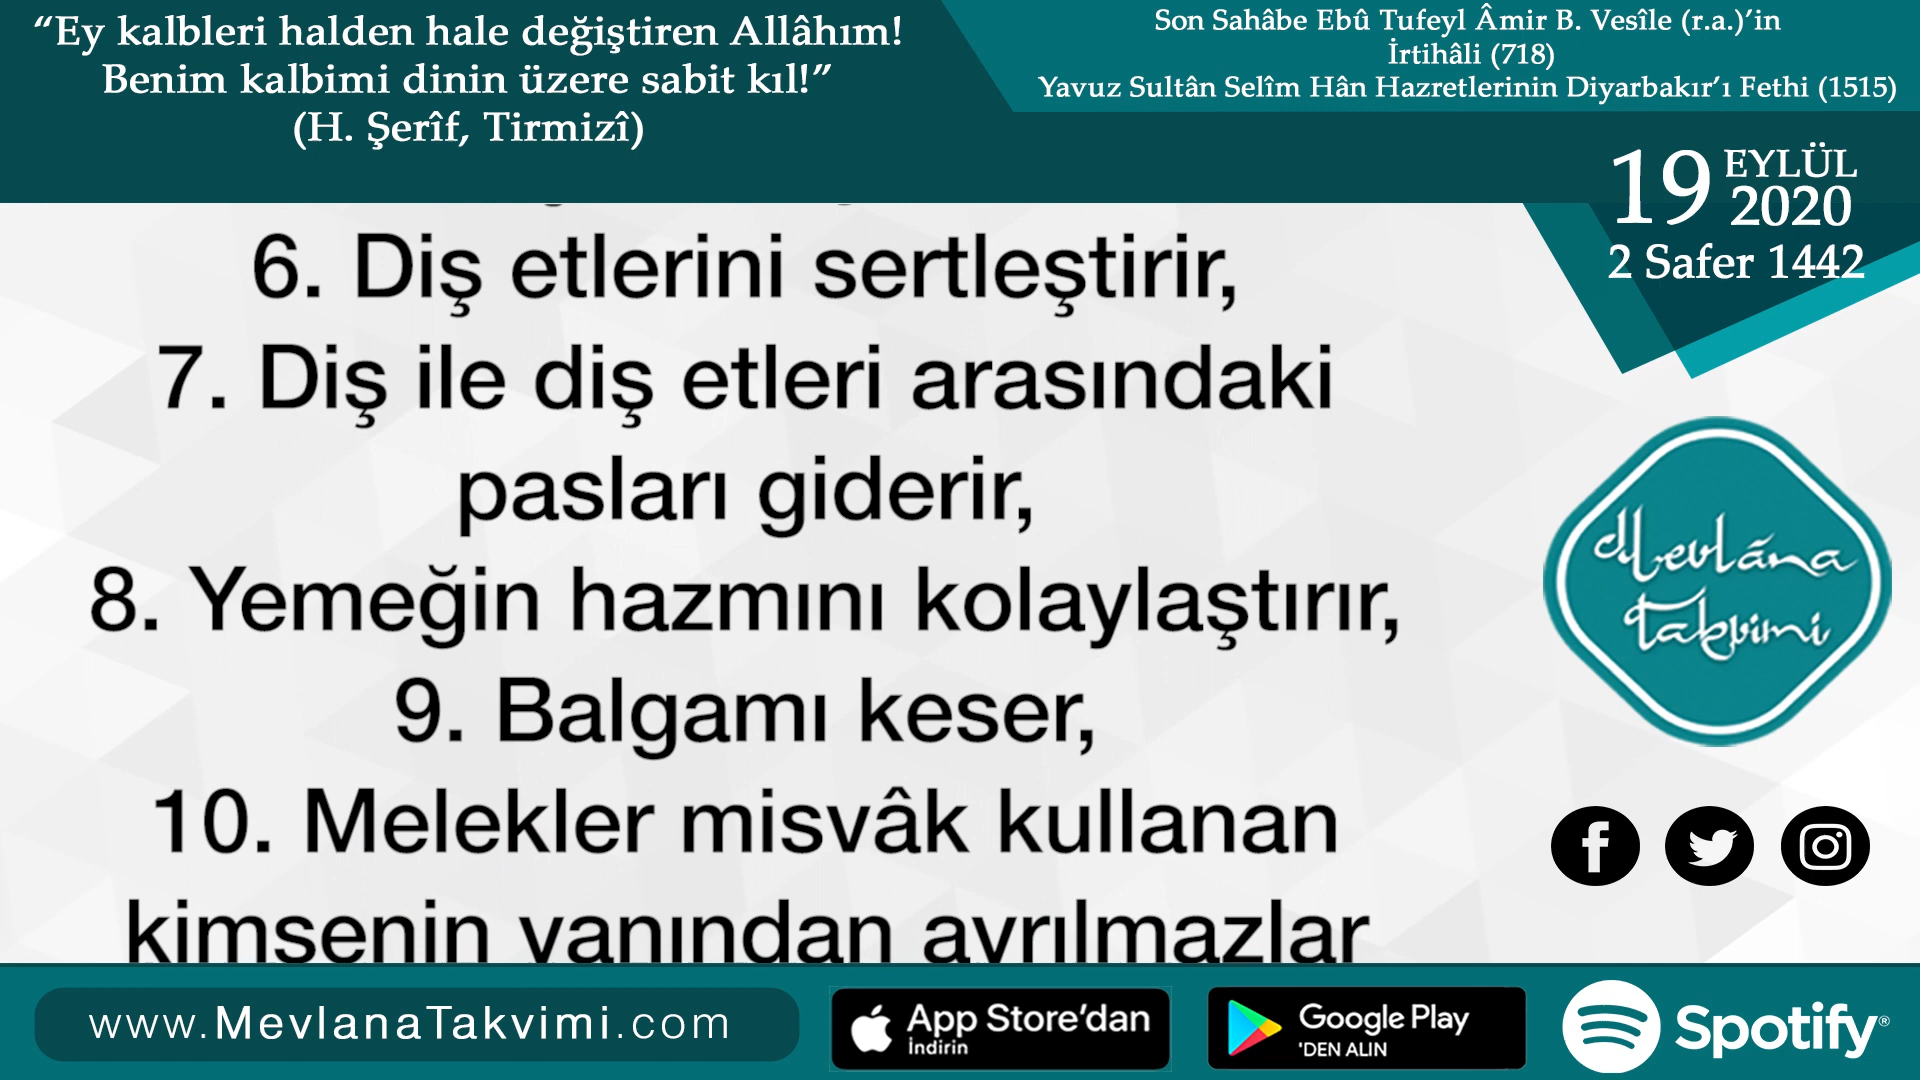 “Ey kalbleri halden hale değiştiren Allâhım!
Benim kalbimi dinin üzere sabit kıl!”
(H. Şerîf, Tirmizî)
Son Sahâbe Ebû Tufeyl Âmir B. Vesîle (r.a.)’in
İrtihâli (718)
Yavuz Sultân Selîm Hân Hazretlerinin Diyarbakır’ı Fethi (1515)
19 EYLÜL
2020
2 Safer 1442
6. Diş etlerini sertleştirir,
7. Diş ile diş etleri arasındaki
pasları giderir,
8. Yemeğin hazmını kolaylaştırır,
9. Balgamı keser,
10. Melekler misvâk kullanan
kimsenin yanından ayrılmazlar
Mevlâna
Takvimi
www.MevlanaTakvimi.com
App Store’dan
İndirin
Google Play
'DEN ALIN
Spotify®